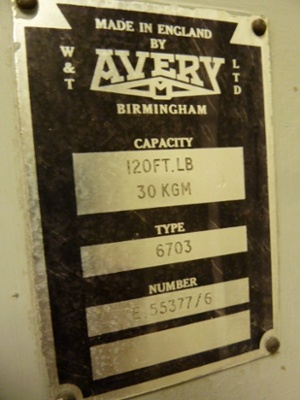 MADE IN ENGLAND
BY
W & T AVERY LTD
BIRMINGHAM
CAPACITY
120FT.LB
30 KGM
TYPE
6703
NUMBER
E 55377/6